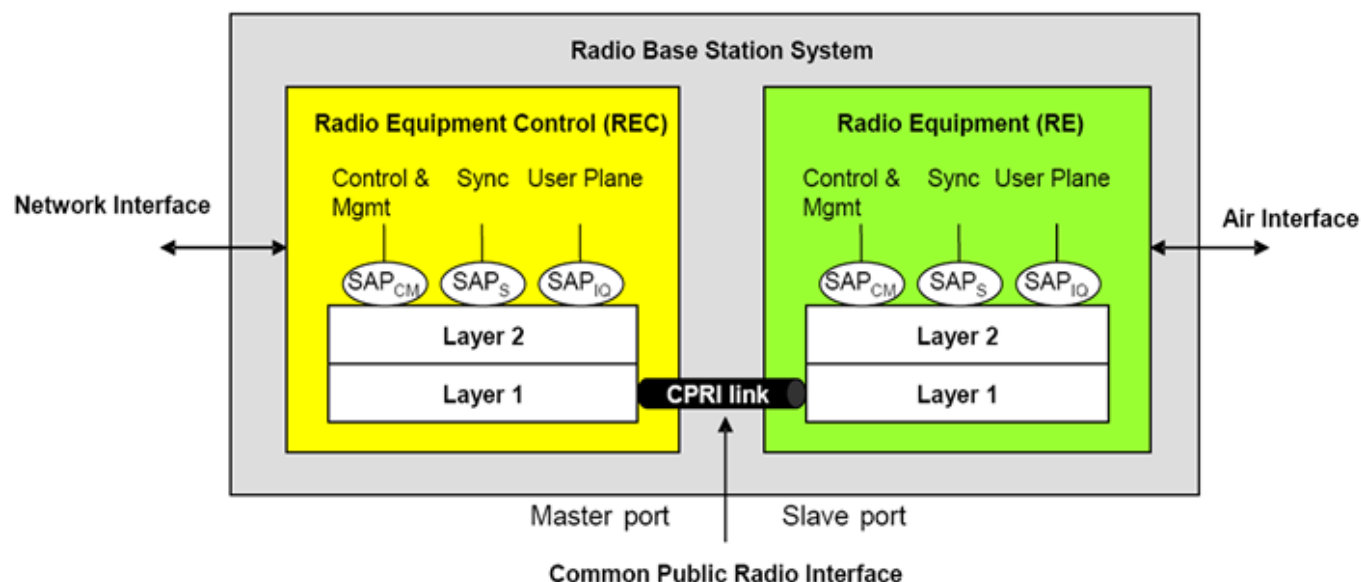 Radio Base Station System
Radio Equipment Control (REC)
Control &
Mgmt
Sync
User Plane
SAPCM
SAPS
SAPIQ
Layer 2
Layer 1
Radio Equipment (RE)
Control &
Mgmt
Sync
User Plane
SAPCM
SAPS
SAPIQ
Layer 2
Layer 1
Network Interface
Air Interface
CPRI link
Master port
Slave port
Common Public Radio Interface